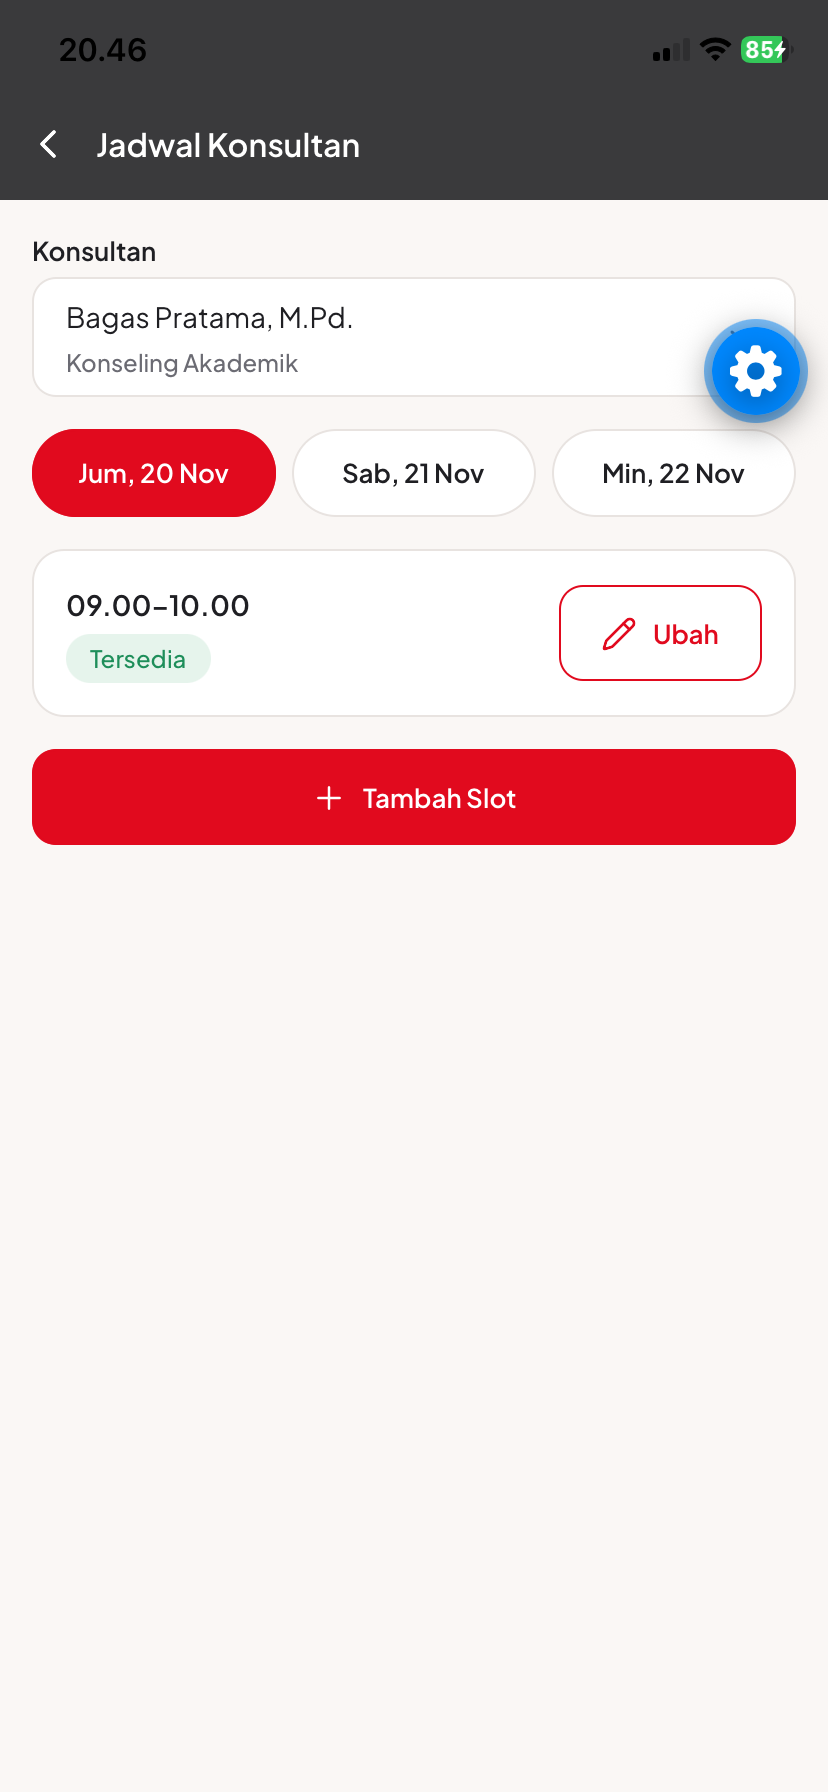 20.46
85
Jadwal Konsultan
Konsultan
Bagas Pratama, M.Pd.
Konseling Akademik
Jum, 20 Nov
Sab, 21 Nov
Min, 22 Nov
09.00–10.00
Tersedia
Ubah
Tambah Slot